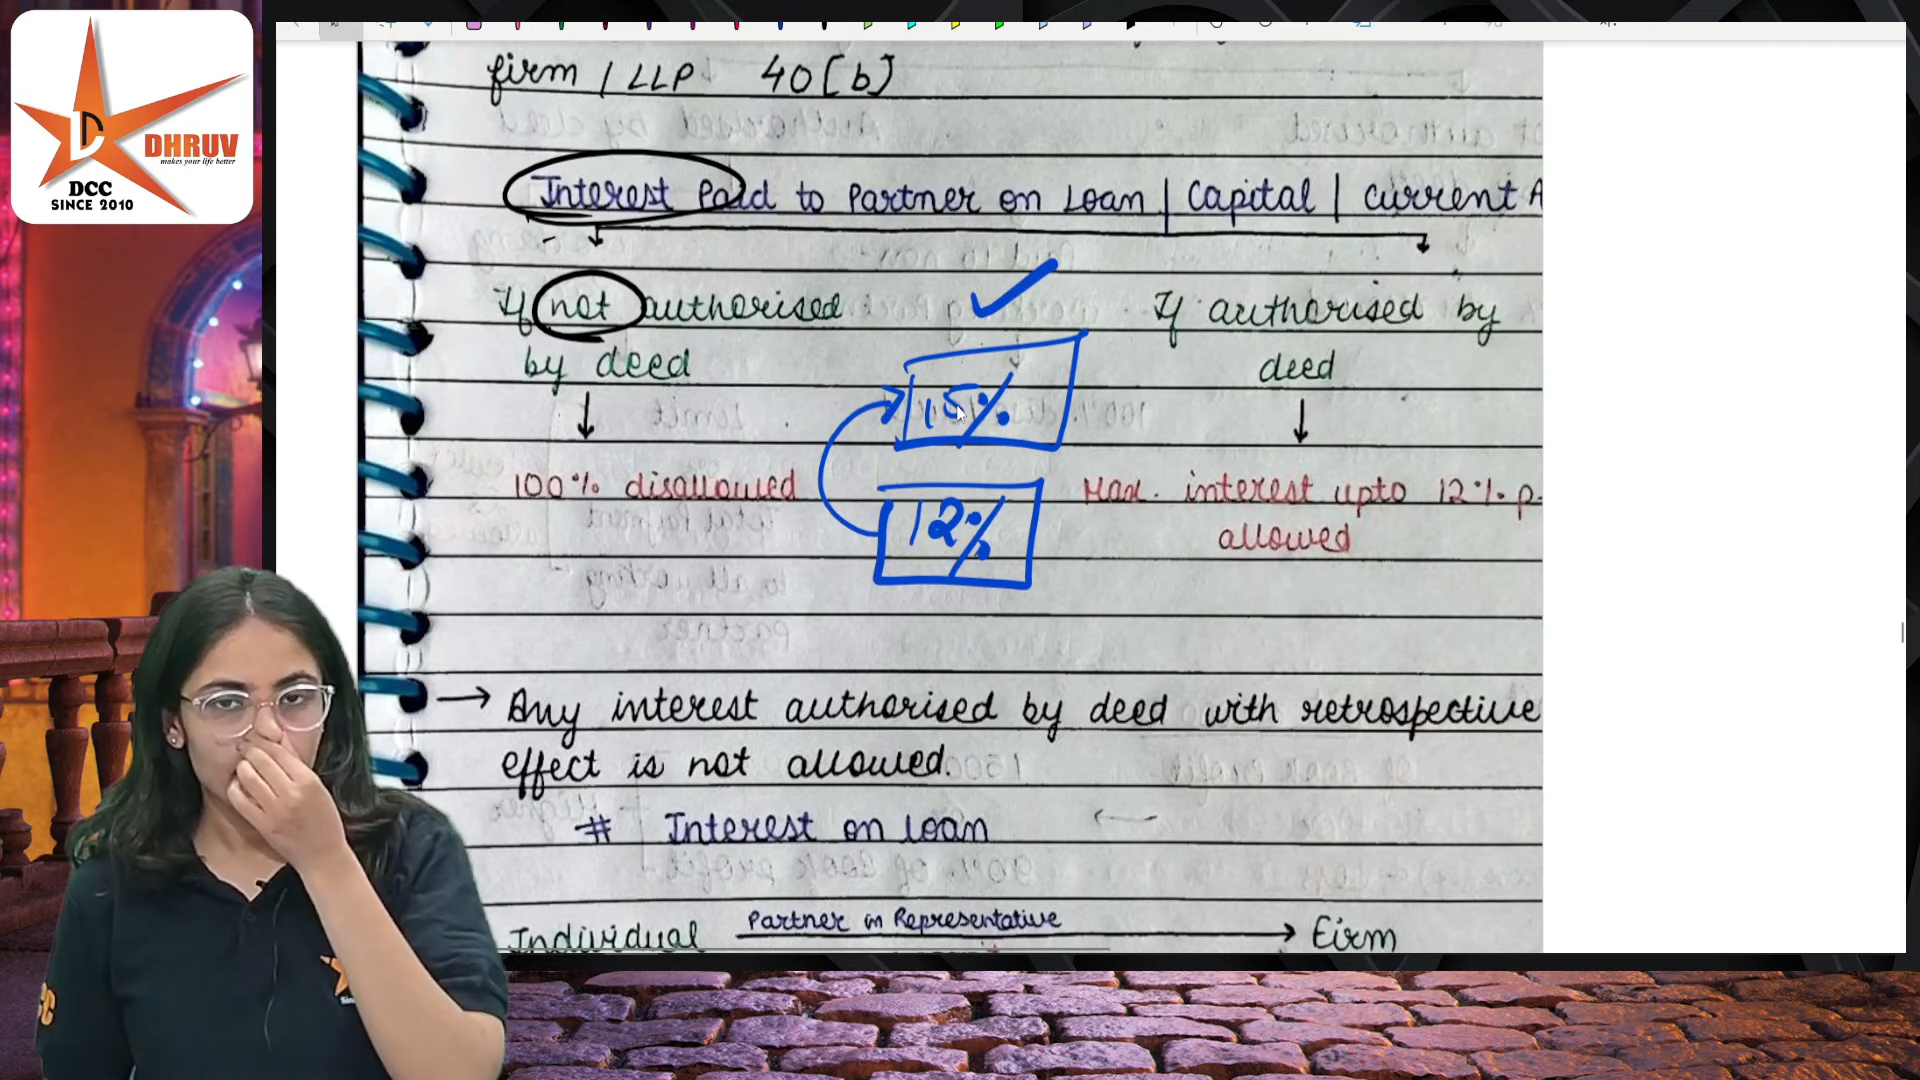 DHRUV
makes your life better
DCC
SINCE 2010
firm / LLP 40[b]
Interest Paid to Partner on Loan | Capital | Current A
If not authorised by deed
If authorised by deed
15%
12%
100% disallowed
Max. interest upto 12% p.
allowed
→ Any interest authorised by deed with retrospective
effect is not allowed.
# Interest on loan
Individual Partner in Representative → Firm